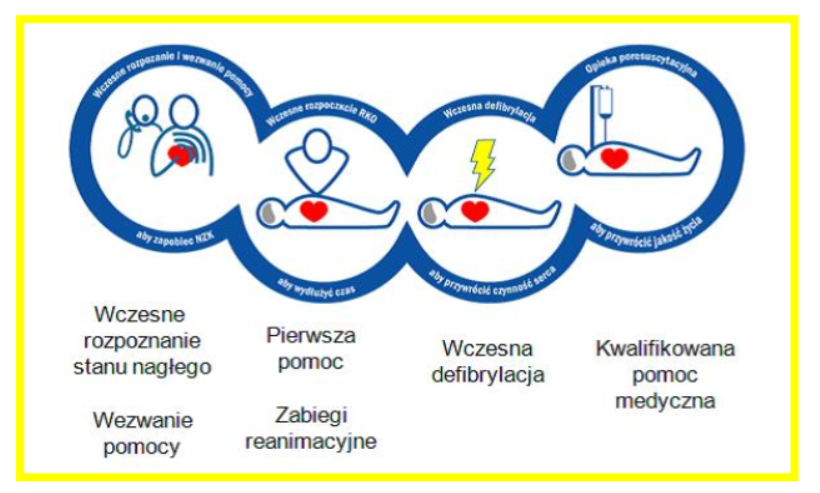 Wczesne rozpoznanie i wezwanie pomocy
aby zapobiec NZK
Wczesne rozpoczęcie RKO
aby wydłużyć czas
Wczesna defibrylacja
aby przywrócić czynność serca
Opieka poresuscytacyjna
aby przywrócić jakość życia
Wczesne
rozpoznanie
stanu nagłego
Wezwanie
pomocy
Pierwsza
pomoc
Zabiegi
reanimacyjne
Wczesna
defibrylacja
Kwalifikowana
pomoc
medyczna